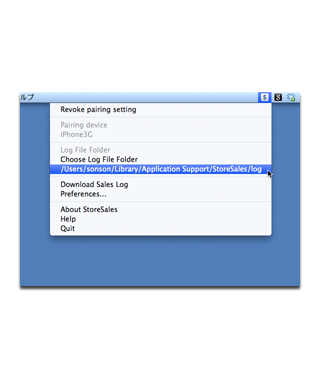 ルプ
Revoke pairing setting
Pairing device
iPhone3G
Log File Folder
Choose Log File Folder
/Users/sonson/Library/Application Support/StoreSales/log
Download Sales Log
Preferences...
About StoreSales
Help
Quit